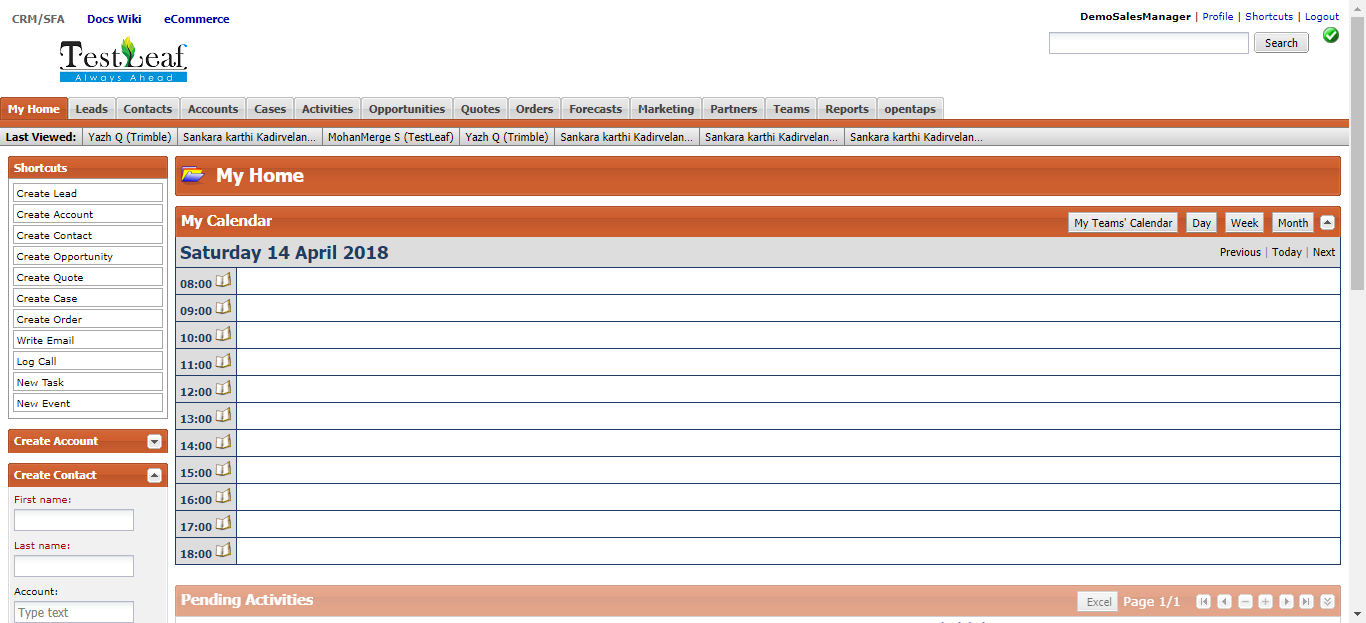 CRM/SFA Docs Wiki eCommerce
DemoSalesManager | Profile | Shortcuts | Logout
Search
TestLeaf
Always Ahead
My Home Leads Contacts Accounts Cases Activities Opportunities Quotes Orders Forecasts Marketing Partners Teams Reports opentaps
Last Viewed: Yazh Q (Trimble) Sankara karthi Kadirvelan... MohanMerge S (TestLeaf) Yazh Q (Trimble) Sankara karthi Kadirvelan... Sankara karthi Kadirvelan... Sankara karthi Kadirvelan...
Shortcuts
Create Lead
Create Account
Create Contact
Create Opportunity
Create Quote
Create Case
Create Order
Write Email
Log Call
New Task
New Event
Create Account
Create Contact
First name:
Last name:
Account:
Type text
My Home
My Calendar My Teams' Calendar Day Week Month
Saturday 14 April 2018 Previous | Today | Next
08:00
09:00
10:00
11:00
12:00
13:00
14:00
15:00
16:00
17:00
18:00
Pending Activities Excel Page 1/1